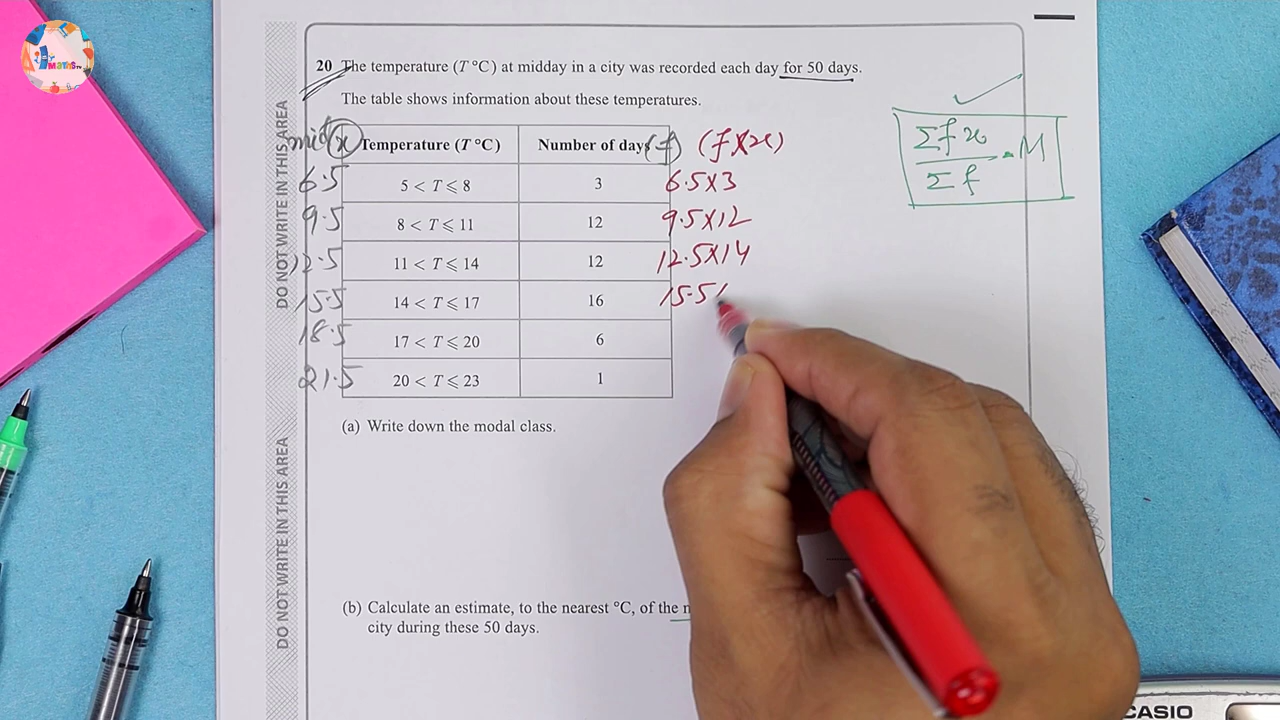 20 The temperature (T °C) at midday in a city was recorded each day for 50 days.
The table shows information about these temperatures.
mid(x) Temperature (T °C) Number of days (f) (f×x)
6.5 5 < T ⩽ 8 3 6.5×3
9.5 8 < T ⩽ 11 12 9.5×12
12.5 11 < T ⩽ 14 12 12.5×14
15.5 14 < T ⩽ 17 16 15.5
18.5 17 < T ⩽ 20 6
21.5 20 < T ⩽ 23 1
Σfx
Σf
= M
(a) Write down the modal class.
(b) Calculate an estimate, to the nearest °C, of the
city during these 50 days.
DO NOT WRITE IN THIS AREA
DO NOT WRITE IN THIS AREA
MATHS
CASIO